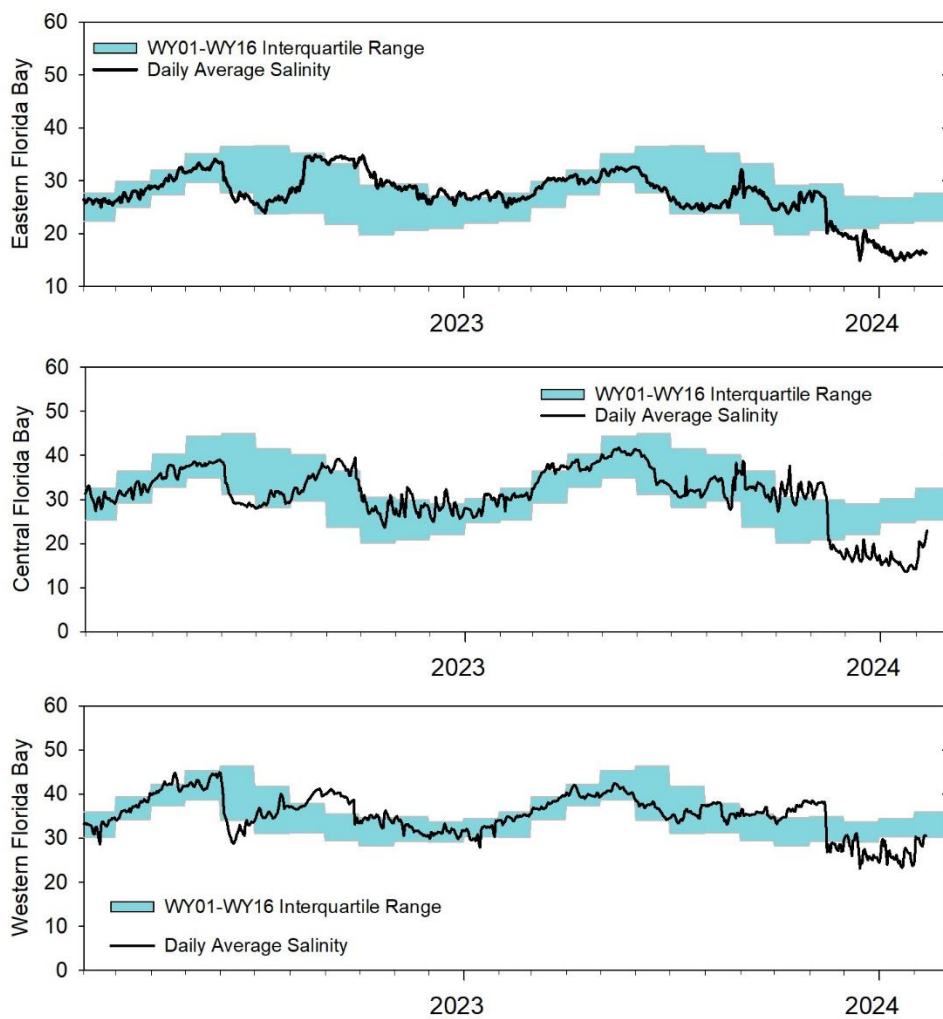 60
50
40
30
20
10
Eastern Florida Bay
WY01-WY16 Interquartile Range
Daily Average Salinity
2023
2024
60
50
40
30
20
10
0
Central Florida Bay
WY01-WY16 Interquartile Range
Daily Average Salinity
2023
2024
60
50
40
30
20
10
0
Western Florida Bay
WY01-WY16 Interquartile Range
Daily Average Salinity
2023
2024